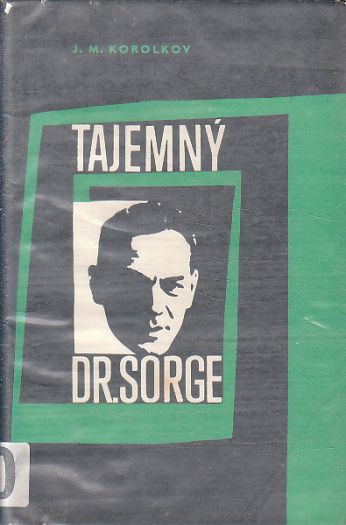 J. M. KOROLKOV
TAJEMNÝ
DR. SORGE